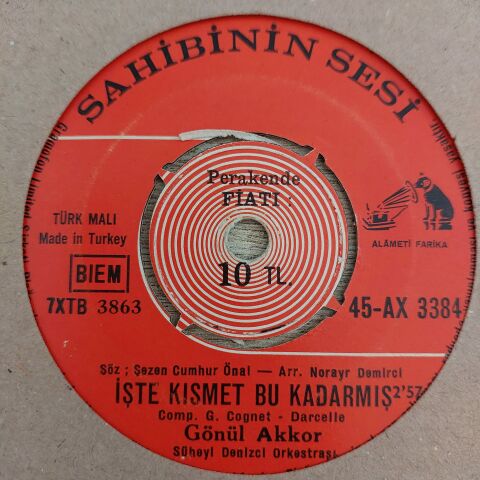 SAHİBİNİN SESİ
Perakende
FİATI :
10 TL.
TÜRK MALI
Made in Turkey
BIEM
7XTB 3863
ALÂMETİ FARİKA
45-AX 3384
Söz ; Şezen Cumhur Önal — Arr. Norayr Demirci
İŞTE KISMET BU KADARMIŞ 2'57
Comp. G. Cognet - Darcelle
Gönül Akkor
Süheyl Denizci Orkestrası